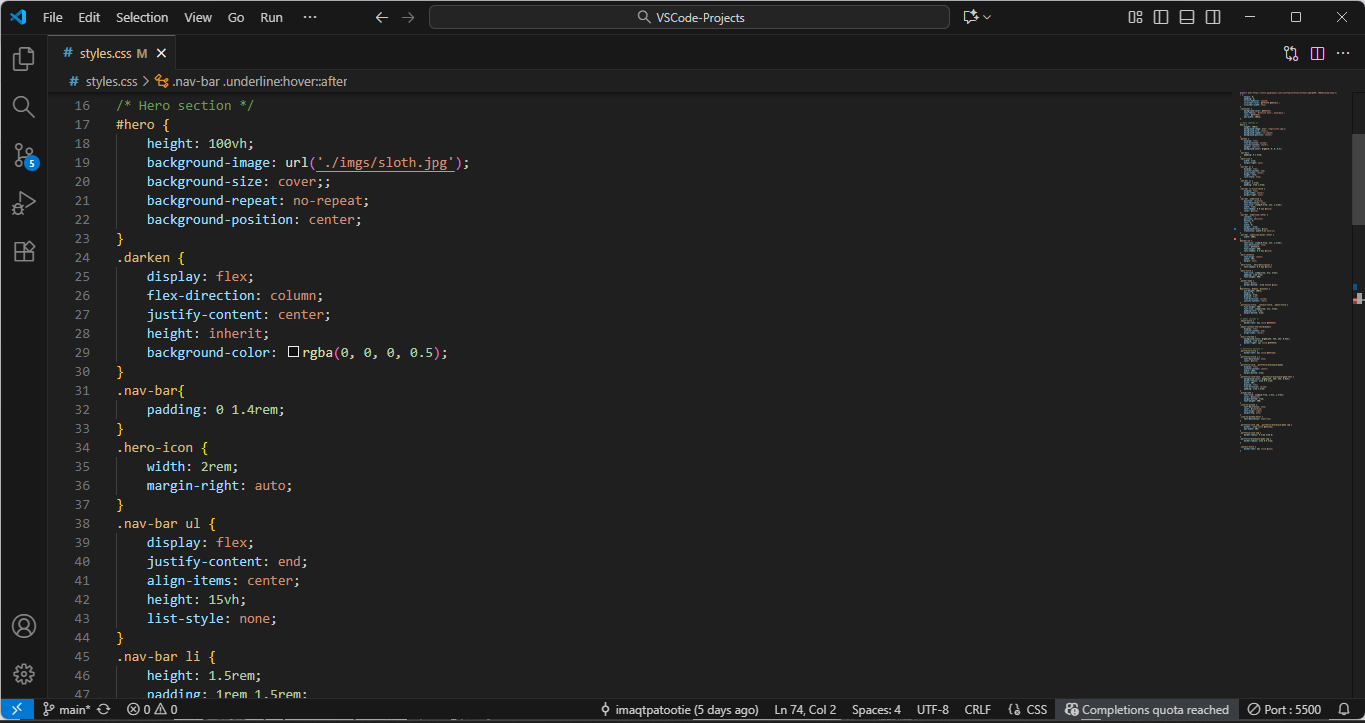 File Edit Selection View Go Run ··· VSCode-Projects
# styles.css M
# styles.css > .nav-bar .underline:hover::after
16 /* Hero section */
17 #hero {
18 height: 100vh;
19 background-image: url('./imgs/sloth.jpg');
20 background-size: cover;;
21 background-repeat: no-repeat;
22 background-position: center;
23 }
24 .darken {
25 display: flex;
26 flex-direction: column;
27 justify-content: center;
28 height: inherit;
29 background-color: rgba(0, 0, 0, 0.5);
30 }
31 .nav-bar{
32 padding: 0 1.4rem;
33 }
34 .hero-icon {
35 width: 2rem;
36 margin-right: auto;
37 }
38 .nav-bar ul {
39 display: flex;
40 justify-content: end;
41 align-items: center;
42 height: 15vh;
43 list-style: none;
44 }
45 .nav-bar li {
46 height: 1.5rem;
47 padding: 1rem 1.5rem;
5
main* 0 0 imaqtpatootie (5 days ago) Ln 74, Col 2 Spaces: 4 UTF-8 CRLF {} CSS Completions quota reached Port : 5500